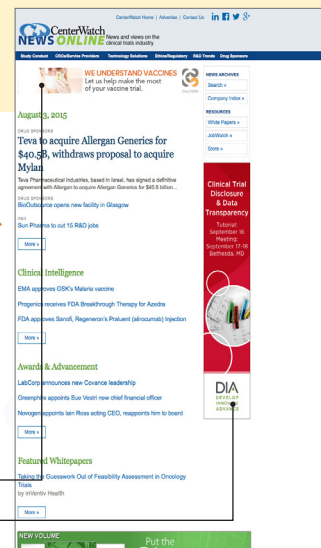 CenterWatch Home | Advertise | Contact Us
CenterWatch
NEWS ONLINE
News and views on the
clinical trials industry
Study Conduct CRO/Service Providers Technology Solutions Ethics/Regulatory R&D Trends Drug Sponsors
WE UNDERSTAND VACCINES
Let us help make the most
of your vaccine trial.
NEWS ARCHIVES
Search »
Company Index »
RESOURCES
White Papers »
JobWatch »
Store »
August 3, 2015
DRUG SPONSORS
Teva to acquire Allergan Generics for
$40.5B, withdraws proposal to acquire
Mylan
Teva Pharmaceutical Industries, based in Israel, has signed a definitive
agreement with Allergan to acquire Allergan Generics for $40.5 billion...
DRUG SPONSORS
BioOutsource opens new facility in Glasgow
R&D
Sun Pharma to cut 15 R&D jobs
More »
Clinical Trial
Disclosure
& Data
Transparency
Tutorial:
September 16
Meeting:
September 17-18
Bethesda, MD
Clinical Intelligence
EMA approves GSK's Malaria vaccine
Progenics receives FDA Breakthrough Therapy for Azedra
FDA approves Sanofi, Regeneron's Praluent (alirocumab) injection
More »
Awards & Advancement
LabCorp announces new Covance leadership
Greenphire appoints Sue Vestri new chief financial officer
Novogen appoints Iain Ross acting CEO, reappoints him to board
More »
DIA
DEVELOP
INNOVATE
ADVANCE
Featured Whitepapers
Taking the Guesswork Out of Feasibility Assessment in Oncology
Trials
by inVentiv Health
More »
NEW VOLUME
Put the